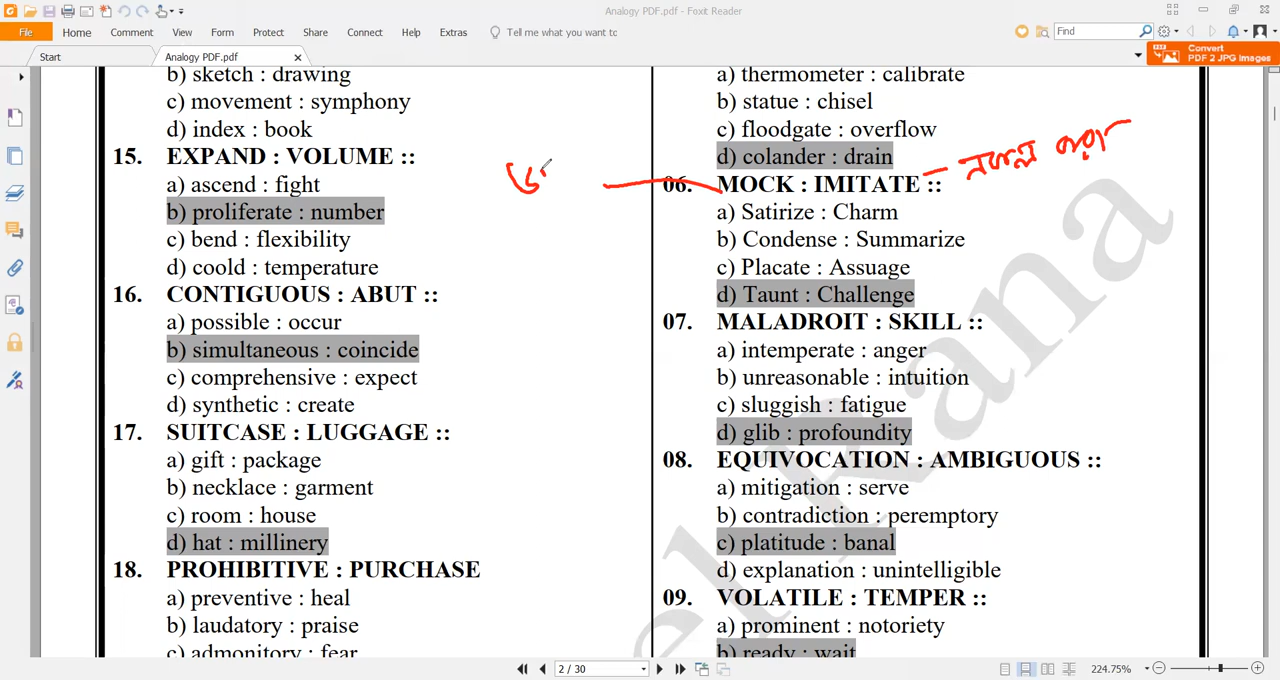 Analogy PDF.pdf - Foxit Reader
File Home Comment View Form Protect Share Connect Help Extras Tell me what you want to Find
Start Analogy PDF.pdf Convert PDF 2 JPG Images
b) sketch : drawing
c) movement : symphony
d) index : book
15. EXPAND : VOLUME ::
a) ascend : fight
b) proliferate : number
c) bend : flexibility
d) coold : temperature
16. CONTIGUOUS : ABUT ::
a) possible : occur
b) simultaneous : coincide
c) comprehensive : expect
d) synthetic : create
17. SUITCASE : LUGGAGE ::
a) gift : package
b) necklace : garment
c) room : house
d) hat : millinery
18. PROHIBITIVE : PURCHASE
a) preventive : heal
b) laudatory : praise
c) admonitory : fear
a) thermometer : calibrate
b) statue : chisel
c) floodgate : overflow
d) colander : drain
06. MOCK : IMITATE ::
a) Satirize : Charm
b) Condense : Summarize
c) Placate : Assuage
d) Taunt : Challenge
07. MALADROIT : SKILL ::
a) intemperate : anger
b) unreasonable : intuition
c) sluggish : fatigue
d) glib : profoundity
08. EQUIVOCATION : AMBIGUOUS ::
a) mitigation : serve
b) contradiction : peremptory
c) platitude : banal
d) explanation : unintelligible
09. VOLATILE : TEMPER ::
a) prominent : notoriety
b) ready : wait
el Rana
2 / 30 224.75%